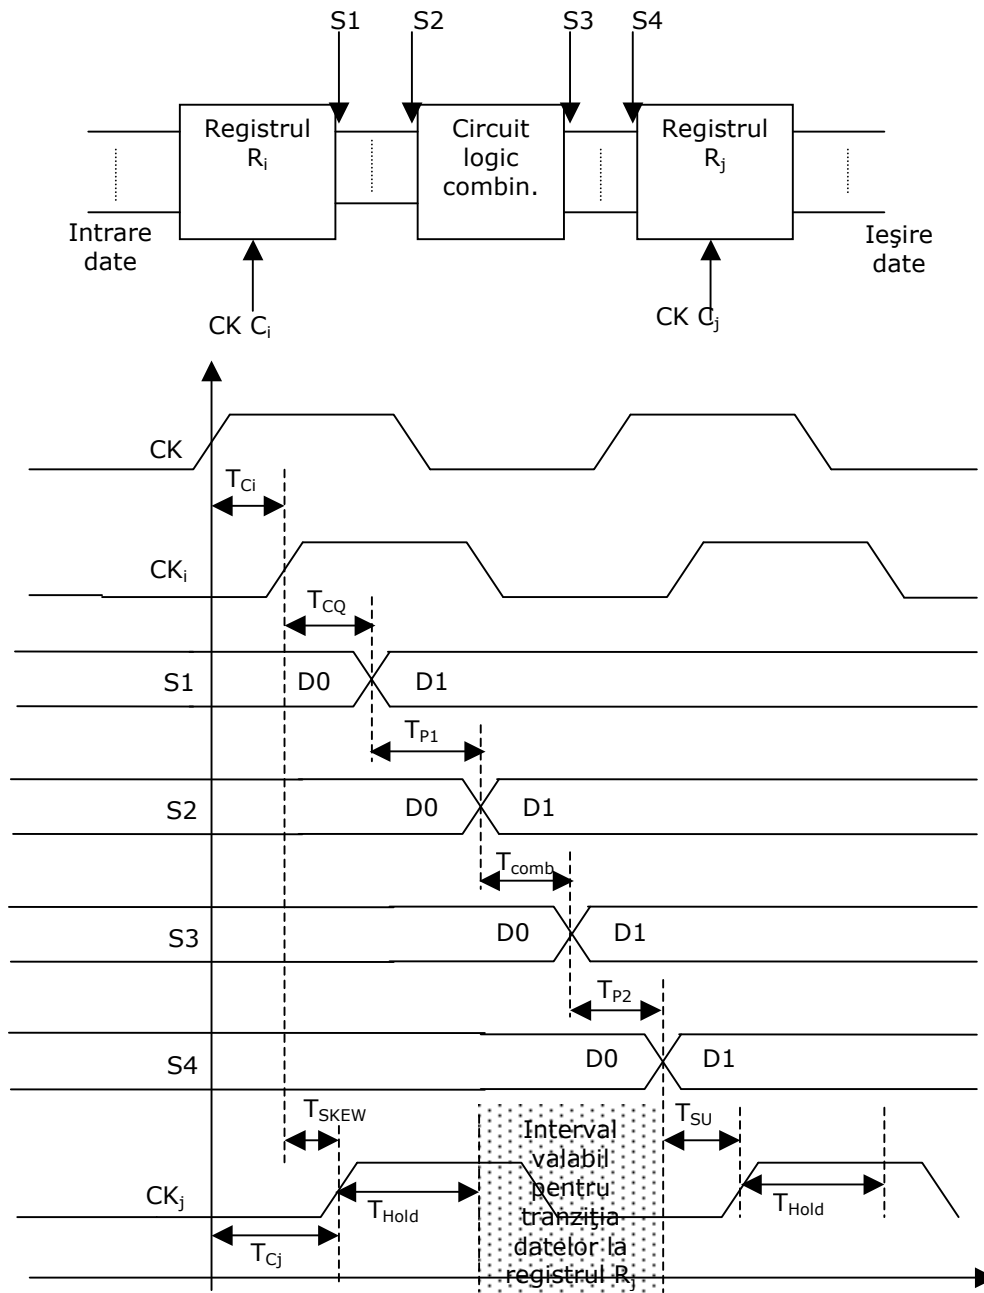 S1 S2 S3 S4
Registrul
Ri
Circuit
logic
combin.
Registrul
Rj
Intrare
date
Ieşire
date
CK Ci
CK Cj
CK
TCi
CKi
TCQ
S1 D0 D1
TP1
S2 D0 D1
Tcomb
S3 D0 D1
TP2
S4 D0 D1
TSKEW
TSU
Interval
valabil
pentru
tranziţia
datelor la
registrul Rj
CKj
THold
THold
TCj